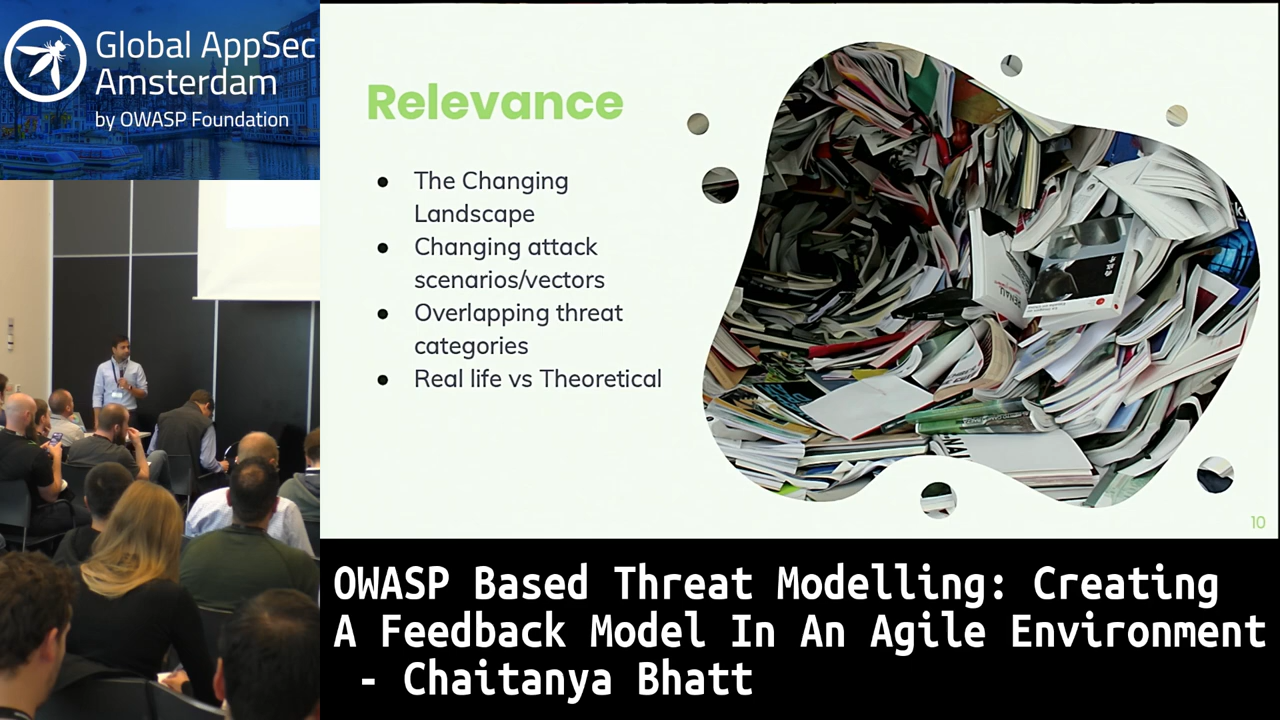 Global AppSec
Amsterdam
by OWASP Foundation
Relevance
● The Changing
Landscape
● Changing attack
scenarios/vectors
● Overlapping threat
categories
● Real life vs Theoretical
10
OWASP Based Threat Modelling: Creating
A Feedback Model In An Agile Environment
- Chaitanya Bhatt